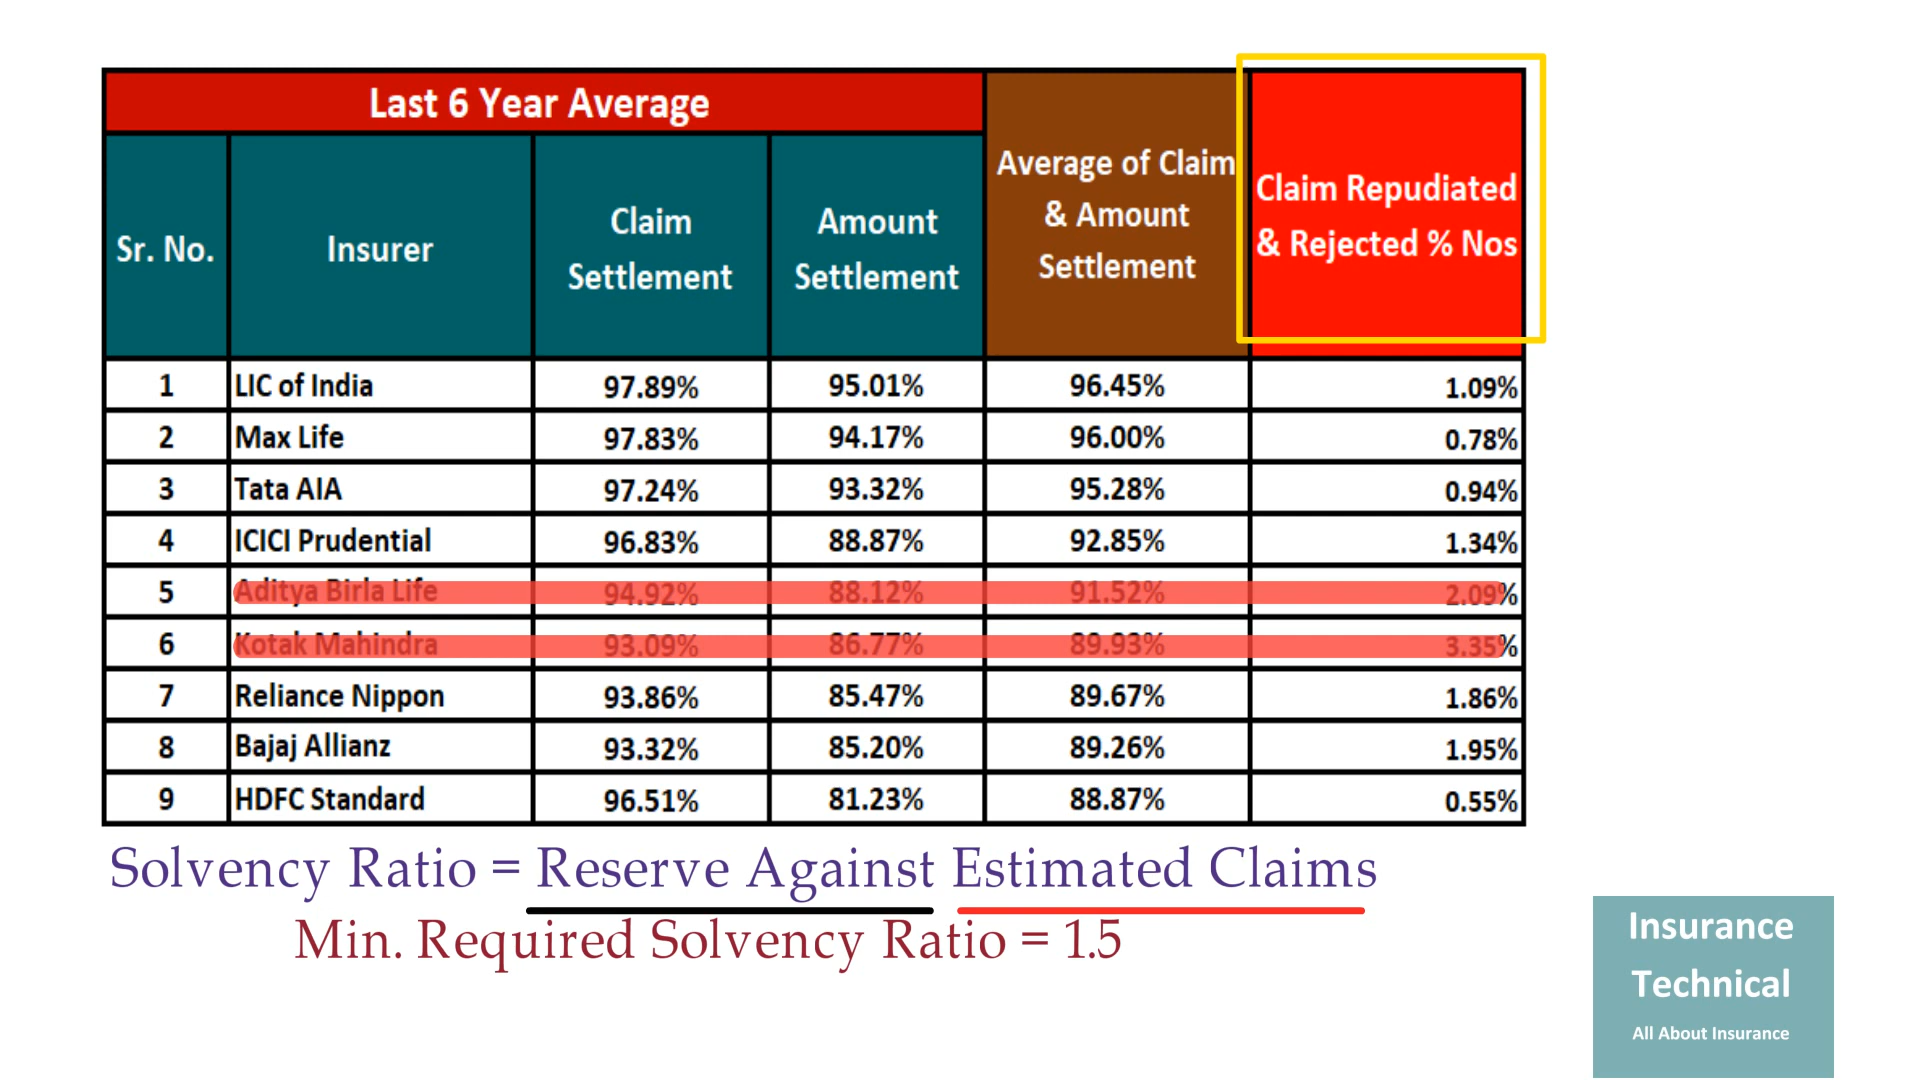 Last 6 Year Average
Sr. No.
Insurer
Claim
Settlement
Amount
Settlement
Average of Claim
& Amount
Settlement
Claim Repudiated
& Rejected % Nos
1 LIC of India 97.89% 95.01% 96.45% 1.09%
2 Max Life 97.83% 94.17% 96.00% 0.78%
3 Tata AIA 97.24% 93.32% 95.28% 0.94%
4 ICICI Prudential 96.83% 88.87% 92.85% 1.34%
5 Aditya Birla Life 94.92% 88.12% 91.52% 2.09%
6 Kotak Mahindra 93.09% 86.77% 89.93% 3.35%
7 Reliance Nippon 93.86% 85.47% 89.67% 1.86%
8 Bajaj Allianz 93.32% 85.20% 89.26% 1.95%
9 HDFC Standard 96.51% 81.23% 88.87% 0.55%
Solvency Ratio = Reserve Against Estimated Claims
Min. Required Solvency Ratio = 1.5
Insurance
Technical
All About Insurance